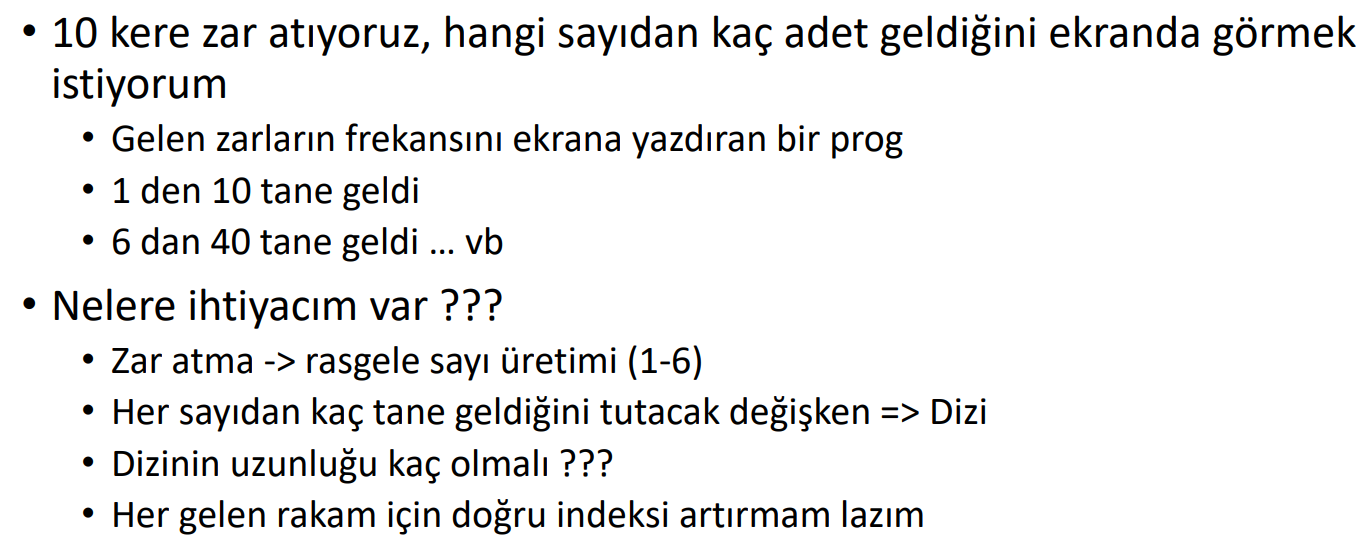 • 10 kere zar atıyoruz, hangi sayıdan kaç adet geldiğini ekranda görmek
istiyorum
• Gelen zarların frekansını ekrana yazdıran bir prog
• 1 den 10 tane geldi
• 6 dan 40 tane geldi ... vb
• Nelere ihtiyacım var ???
• Zar atma -> rasgele sayı üretimi (1-6)
• Her sayıdan kaç tane geldiğini tutacak değişken => Dizi
• Dizinin uzunluğu kaç olmalı ???
• Her gelen rakam için doğru indeksi artırmam lazım